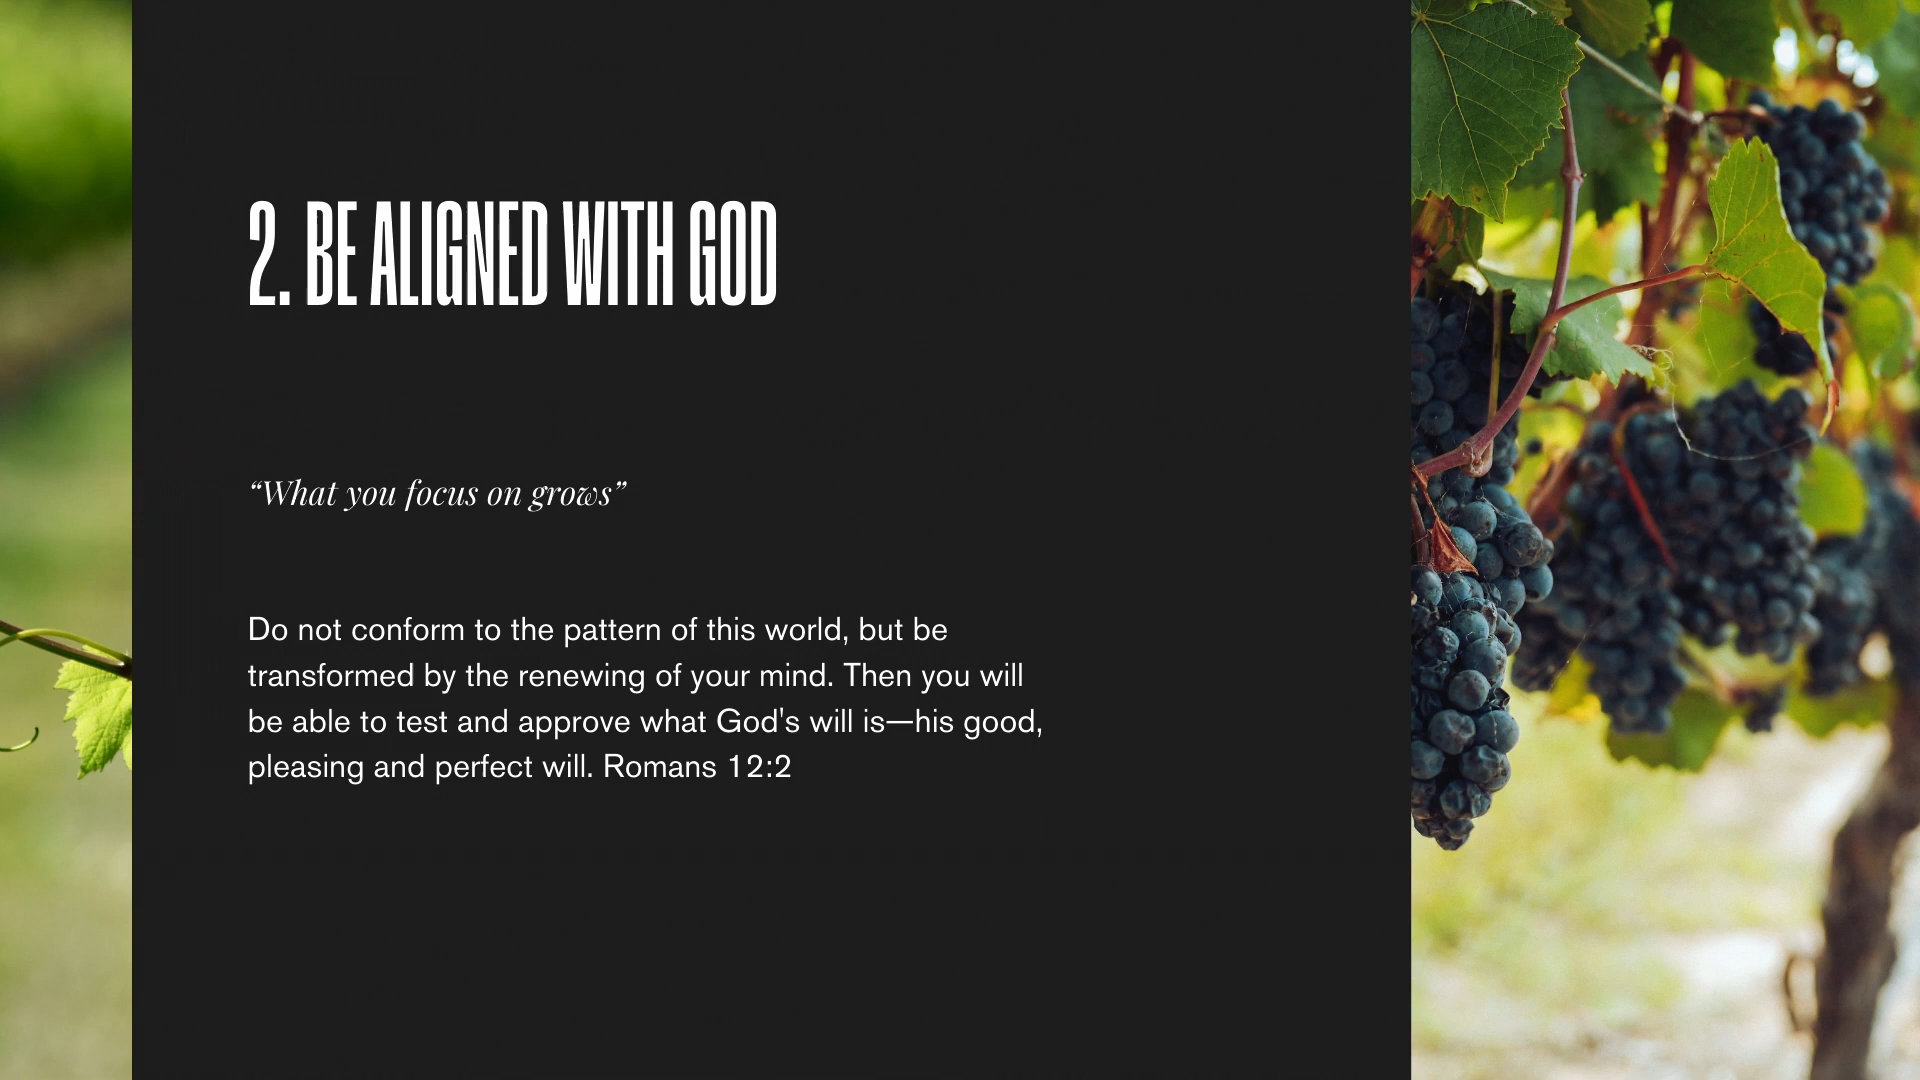 2. BE ALIGNED WITH GOD
“What you focus on grows”
Do not conform to the pattern of this world, but be
transformed by the renewing of your mind. Then you will
be able to test and approve what God's will is—his good,
pleasing and perfect will. Romans 12:2